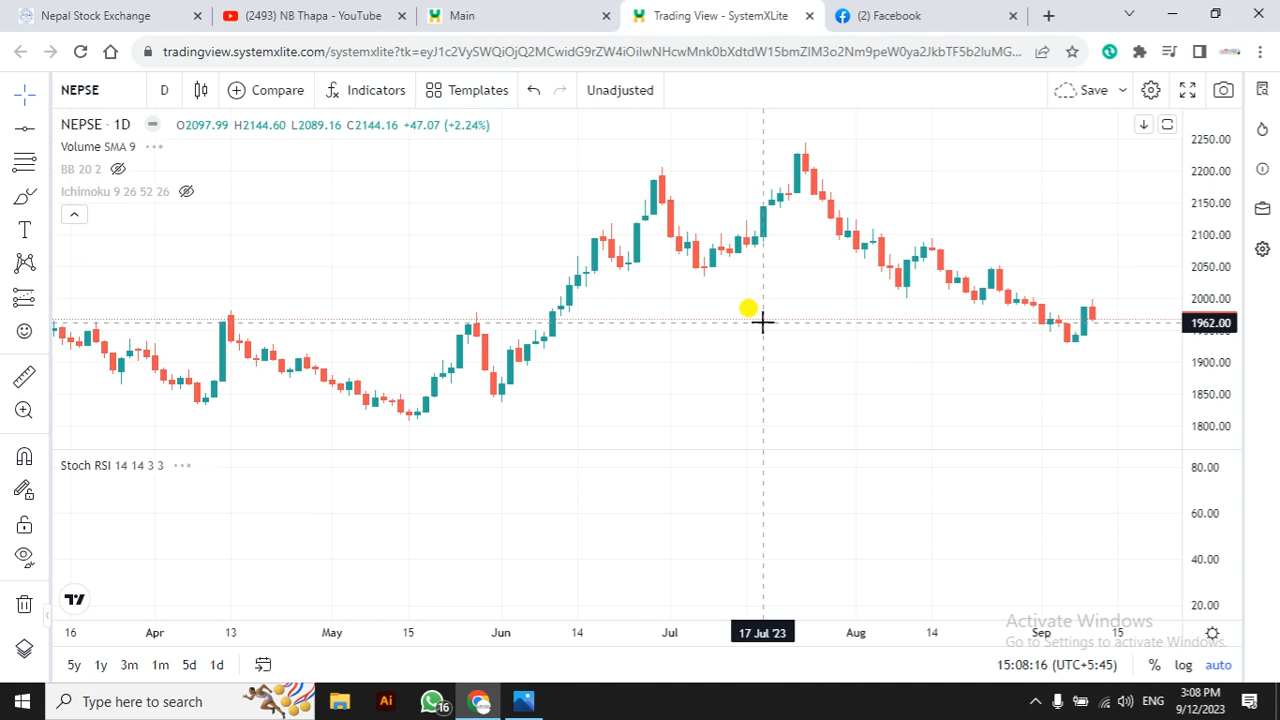 Nepal Stock Exchange
(2493) NB Thapa - YouTube
Main
Trading View - SystemXLite
(2) Facebook
NEPSE
D
Compare
Indicators
Templates
Unadjusted
Save
NEPSE · 1D
O2097.99 H2144.60 L2089.16 C2144.16 +47.07 (+2.24%)
Volume SMA 9
BB 20 2
Ichimoku 9 26 52 26
2250.00
2200.00
2150.00
2100.00
2050.00
2000.00
1962.00
1900.00
1850.00
1800.00
Stoch RSI 14 14 3 3
80.00
60.00
40.00
20.00
16 Apr 13 May 15 Jun 14 Jul 17 Jul '23 Aug 14 Sep 15
Activate Windows
Go to Settings to activate Windows.
5y 1y 3m 1m 5d 1d
15:08:16 (UTC+5:45) % log auto
Type here to search
Ai
16
ENG
3:08 PM
9/12/2023